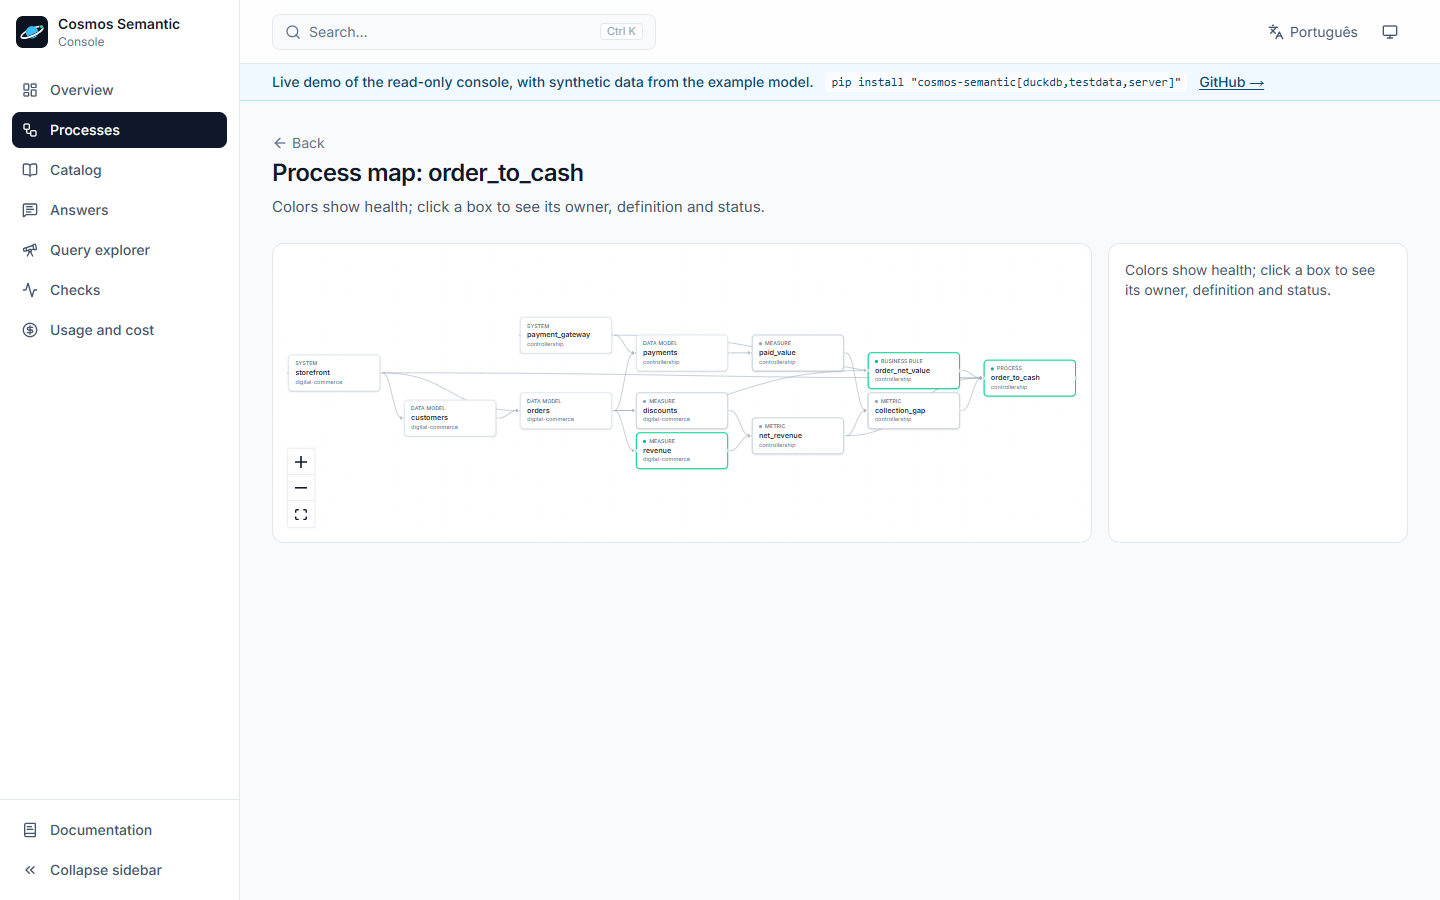 Cosmos Semantic
Console
Overview
Processes
Catalog
Answers
Query explorer
Checks
Usage and cost
Documentation
Collapse sidebar
Search...
Ctrl K
Português
Live demo of the read-only console, with synthetic data from the example model.
pip install "cosmos-semantic[duckdb,testdata,server]"
GitHub →
Back
Process map: order_to_cash
Colors show health; click a box to see its owner, definition and status.
SYSTEM
storefront
digital-commerce
DATA MODEL
customers
digital-commerce
SYSTEM
payment_gateway
controllership
DATA MODEL
orders
digital-commerce
DATA MODEL
payments
controllership
MEASURE
discounts
digital-commerce
MEASURE
revenue
digital-commerce
MEASURE
paid_value
controllership
METRIC
net_revenue
controllership
BUSINESS RULE
order_net_value
controllership
METRIC
collection_gap
controllership
PROCESS
order_to_cash
controllership
Colors show health; click a box to see
its owner, definition and status.